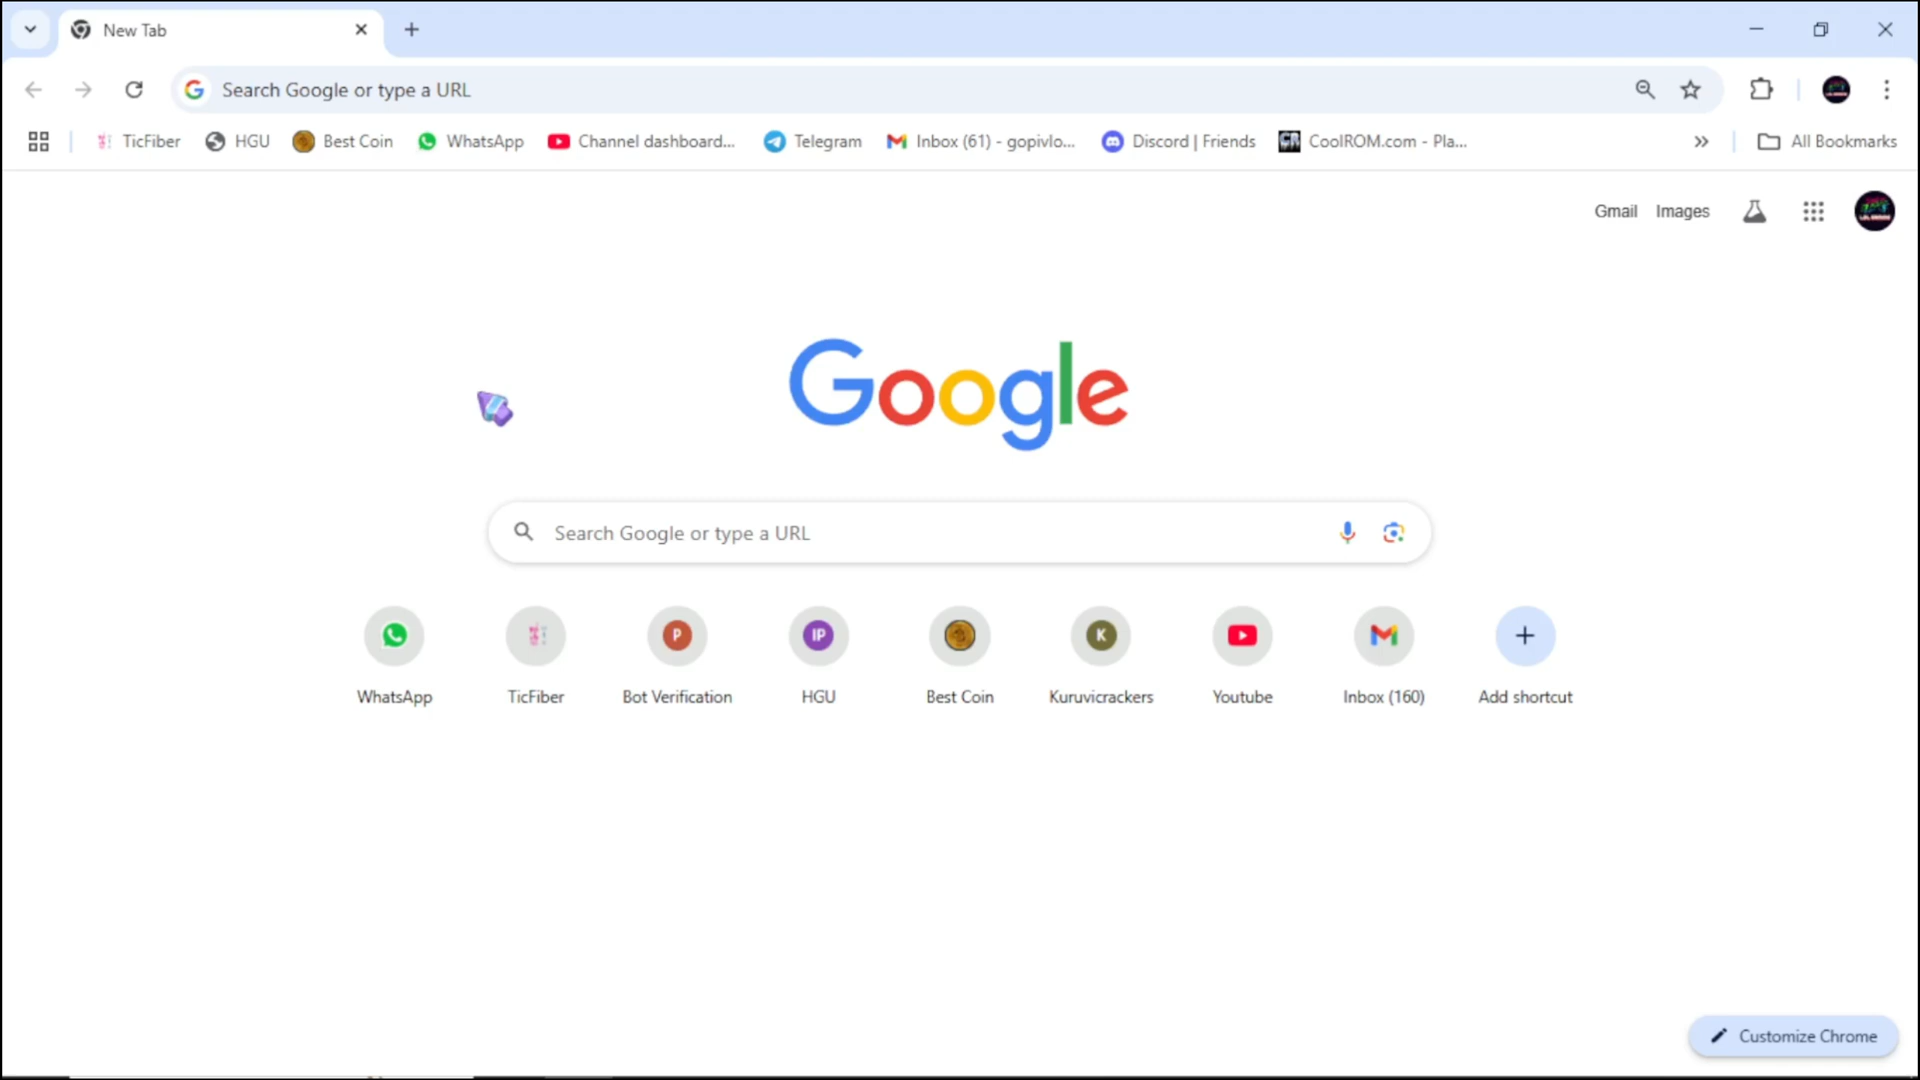 New Tab
Search Google or type a URL
TicFiber HGU Best Coin WhatsApp Channel dashboard... Telegram Inbox (61) - gopivlo... Discord | Friends CoolROM.com - Pla... All Bookmarks
Gmail Images
Google
Search Google or type a URL
P IP K
WhatsApp TicFiber Bot Verification HGU Best Coin Kuruvicrackers Youtube Inbox (160) Add shortcut
Customize Chrome